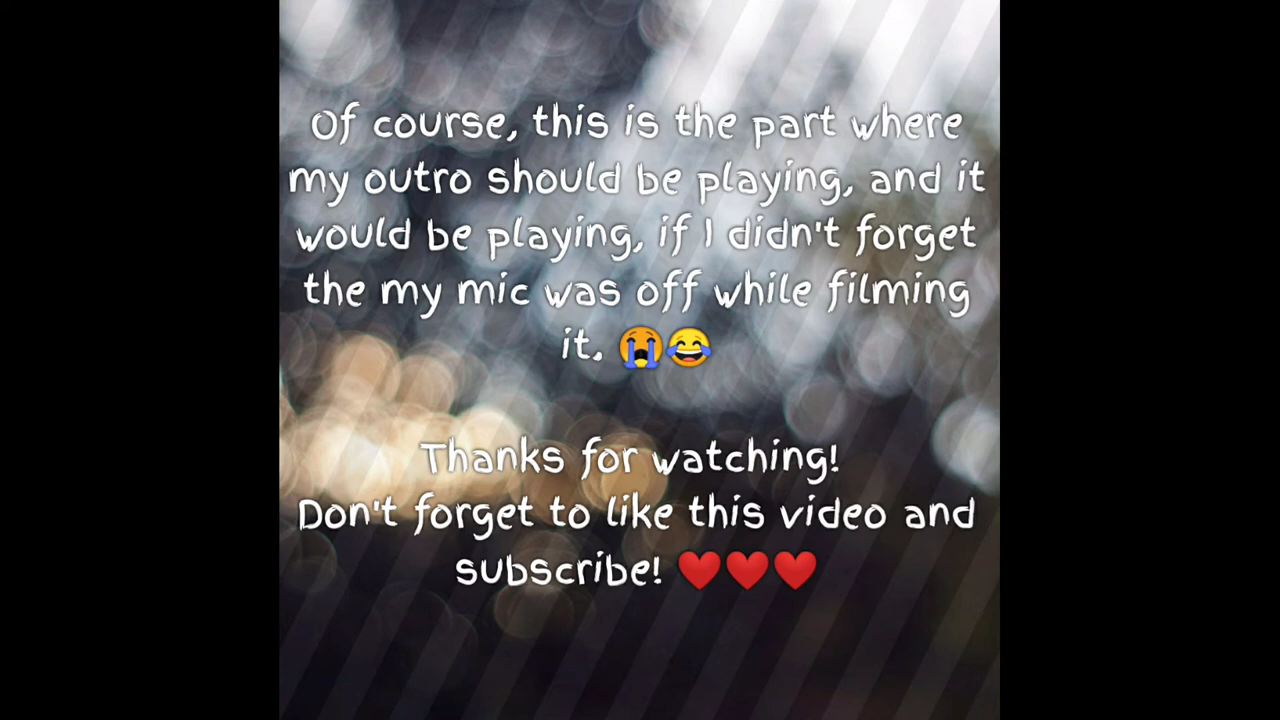 Of course, this is the part where
my outro should be playing, and it
would be playing, if I didn't forget
the my mic was off while filming
it. 😭😂
Thanks for watching!
Don't forget to like this video and
subscribe! ❤️❤️❤️